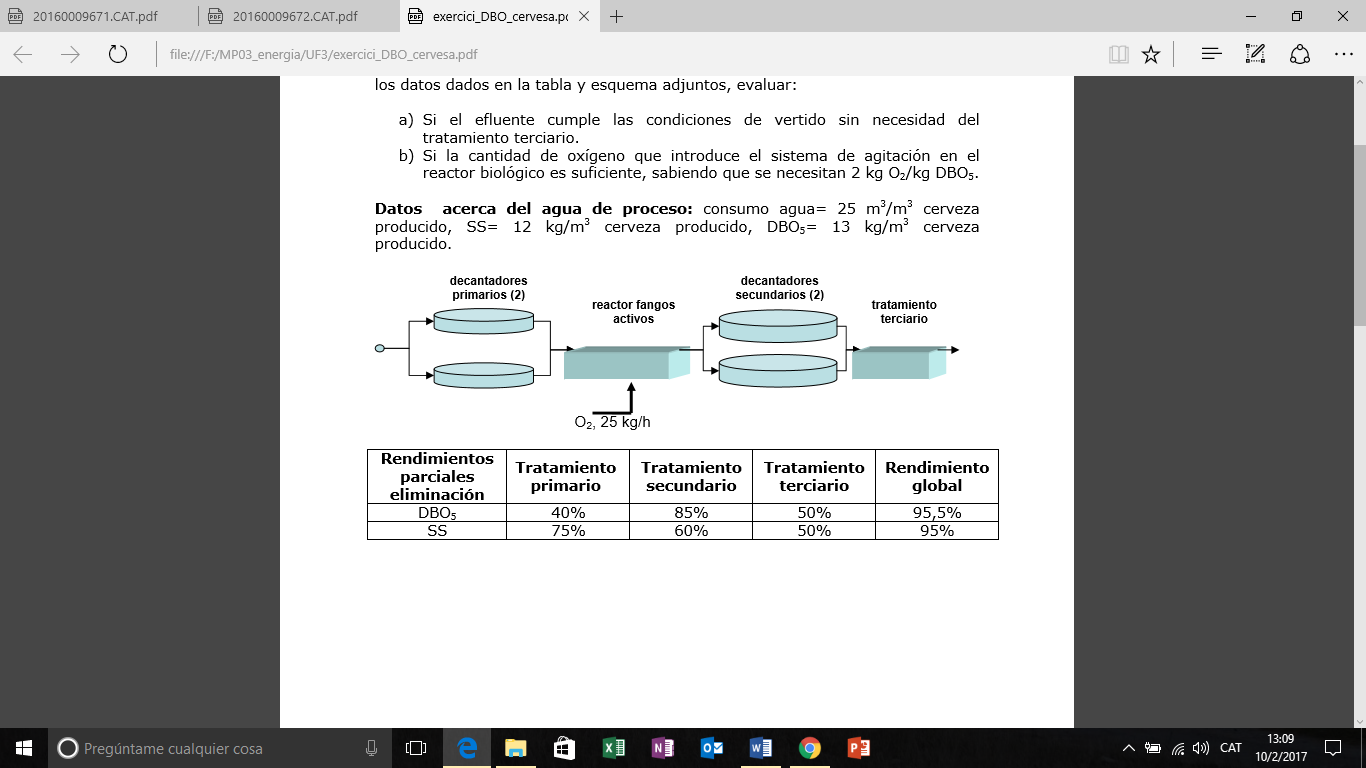 20160009671.CAT.pdf
20160009672.CAT.pdf
exercici_DBO_cervesa.pd
file:///F:/MP03_energia/UF3/exercici_DBO_cervesa.pdf
los datos dados en la tabla y esquema adjuntos, evaluar:
a) Si el efluente cumple las condiciones de vertido sin necesidad del
tratamiento terciario.
b) Si la cantidad de oxígeno que introduce el sistema de agitación en el
reactor biológico es suficiente, sabiendo que se necesitan 2 kg O₂/kg DBO₅.
Datos acerca del agua de proceso: consumo agua= 25 m³/m³ cerveza
producido, SS= 12 kg/m³ cerveza producido, DBO₅= 13 kg/m³ cerveza
producido.
decantadores
primarios (2)
reactor fangos
activos
decantadores
secundarios (2)
tratamiento
terciario
O₂, 25 kg/h
Rendimientos
parciales
eliminación
Tratamiento
primario
Tratamiento
secundario
Tratamiento
terciario
Rendimiento
global
DBO₅ 40% 85% 50% 95,5%
SS 75% 60% 50% 95%
Pregúntame cualquier cosa
CAT
13:09
10/2/2017